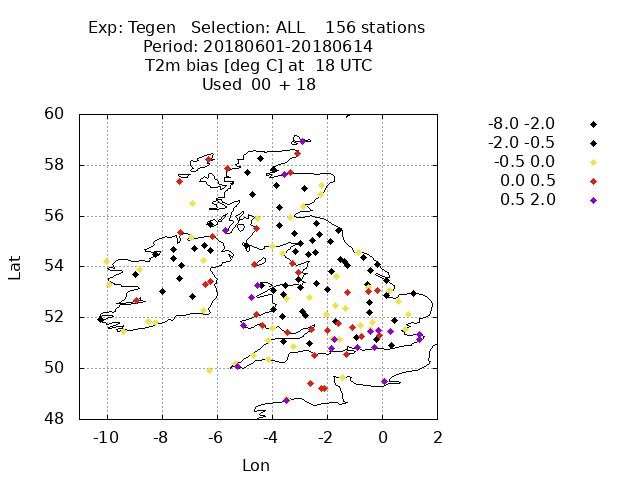 Exp: Tegen   Selection: ALL    156 stations
Period: 20180601-20180614
T2m bias [deg C] at  18 UTC
Used  00  + 18
60
58
56
54
52
50
48
Lat
-10 -8 -6 -4 -2 0 2
Lon
-8.0 -2.0
-2.0 -0.5
-0.5 0.0
0.0 0.5
0.5 2.0